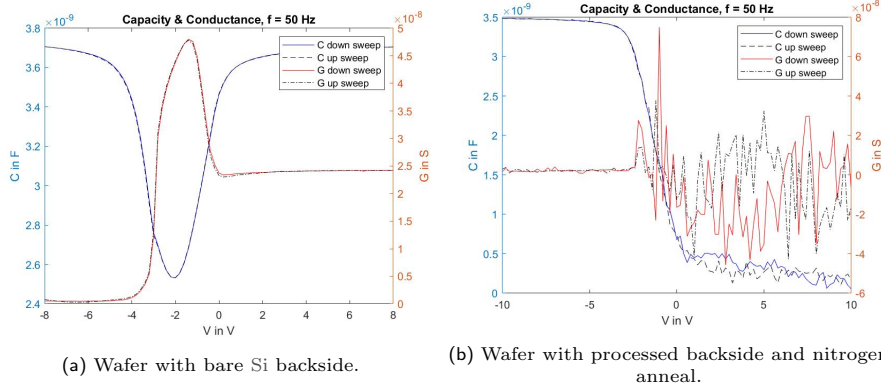 Capacity & Conductance, f = 50 Hz
×10⁻⁹
×10⁻⁸
3.8
3.7
3.5
3.4
3.1
2.9
2.8
2.6
2.4
C in F
5
4.5
4
3.5
3
2.5
2
1.5
1
0.5
0
G in S
C down sweep
C up sweep
G down sweep
G up sweep
-8 -6 -4 -2 0 2 4 6 8
V in V
(a) Wafer with bare Si backside.
Capacity & Conductance, f = 50 Hz
×10⁻⁹
×10⁻⁸
3.5
3
2.5
2
1.5
1
0.5
0
C in F
8
6
4
2
0
-2
-4
-6
G in S
C down sweep
C up sweep
G down sweep
G up sweep
-10 -5 0 5 10
V in V
(b) Wafer with processed backside and nitrogen
anneal.